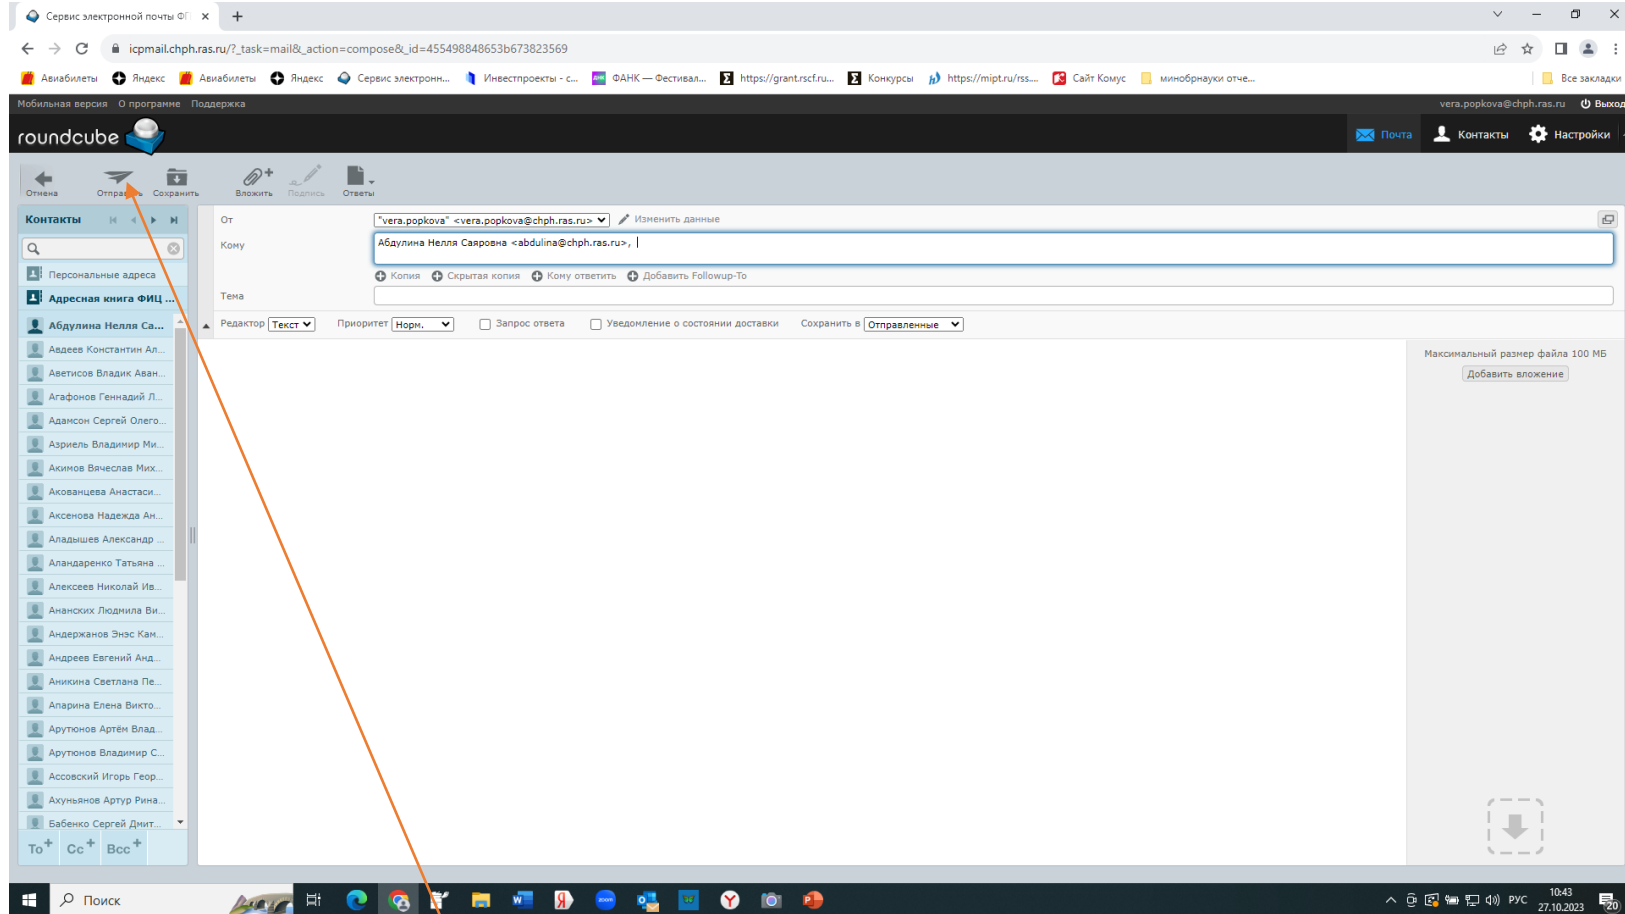 Сервис электронной почты ФГ
icpmail.chph.ras.ru/?_task=mail&_action=compose&_id=455498848653b673823569
Авиабилеты Яндекс Авиабилеты Яндекс Сервис электронн... Инвестпроекты - с... ФАНК — Фестивал... https://grant.rscf.ru... Конкурсы https://mipt.ru/rss... Сайт Комус минобрнауки отче... Все закладки
Мобильная версия О программе Поддержка vera.popkova@chph.ras.ru Выход
roundcube Почта Контакты Настройки
Отмена Отправить Сохранить Вложить Подпись Ответы
Контакты
От "vera.popkova" <vera.popkova@chph.ras.ru> Изменить данные
Кому Абдулина Нелля Саяровна <abdulina@chph.ras.ru>,
Копия Скрытая копия Кому ответить Добавить Followup-To
Тема
Редактор Текст Приоритет Норм. Запрос ответа Уведомление о состоянии доставки Сохранить в Отправленные
Персональные адреса
Адресная книга ФИЦ ...
Абдулина Нелля Са...
Авдеев Константин Ал...
Аветисов Владик Аван...
Агафонов Геннадий Л...
Адамсон Сергей Олего...
Азриель Владимир Ми...
Акимов Вячеслав Мих...
Акованцева Анастаси...
Аксенова Надежда Ан...
Аладышев Александр ...
Аландаренко Татьяна ...
Алексеев Николай Ив...
Ананских Людмила Ви...
Андержанов Энэс Кам...
Андреев Евгений Анд...
Аникина Светлана Пе...
Апарина Елена Викто...
Арутюнов Артём Влад...
Арутюнов Владимир С...
Ассовский Игорь Геор...
Ахуньянов Артур Рина...
Бабенко Сергей Дмит...
To+ Cc+ Bcc+
Максимальный размер файла 100 МБ
Добавить вложение
Поиск
zoom
РУС
10:43
27.10.2023
20